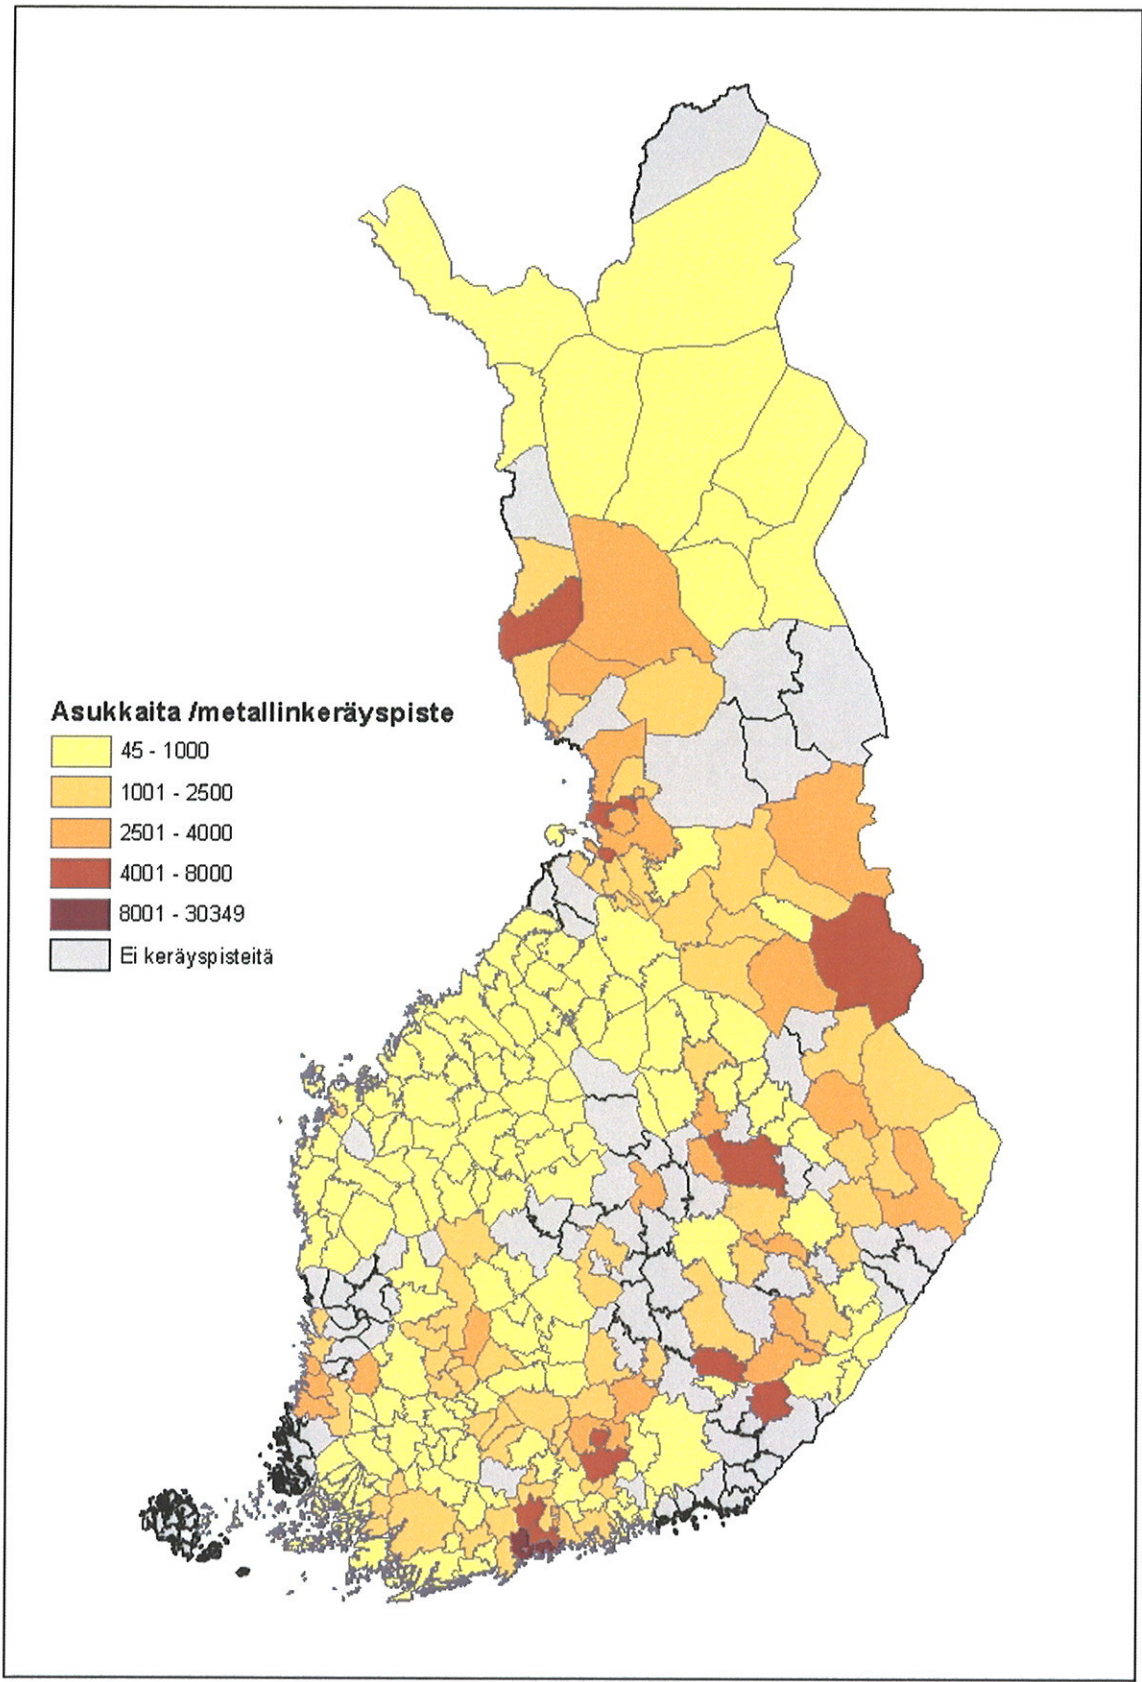 Asukkaita /metallinkeräyspiste
45 - 1000
1001 - 2500
2501 - 4000
4001 - 8000
8001 - 30349
Ei keräyspisteitä